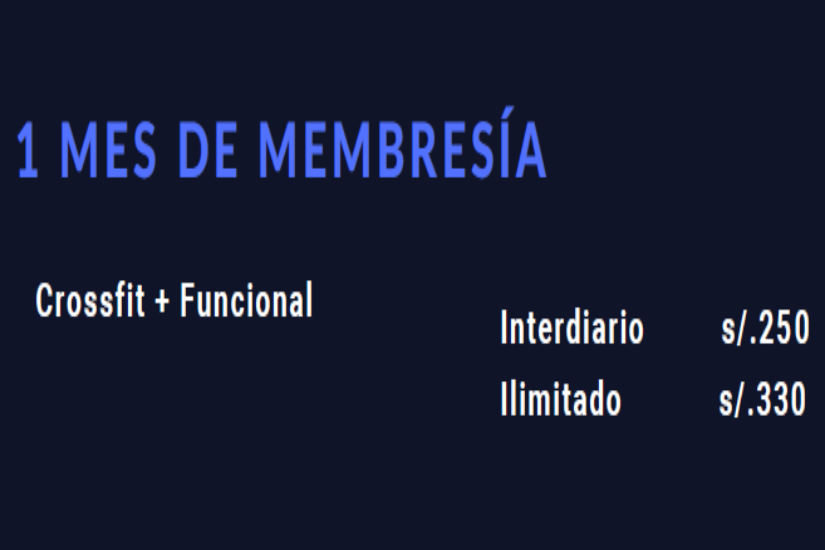 1 MES DE MEMBRESÍA
Crossfit + Funcional
Interdiario s/.250
Ilimitado s/.330